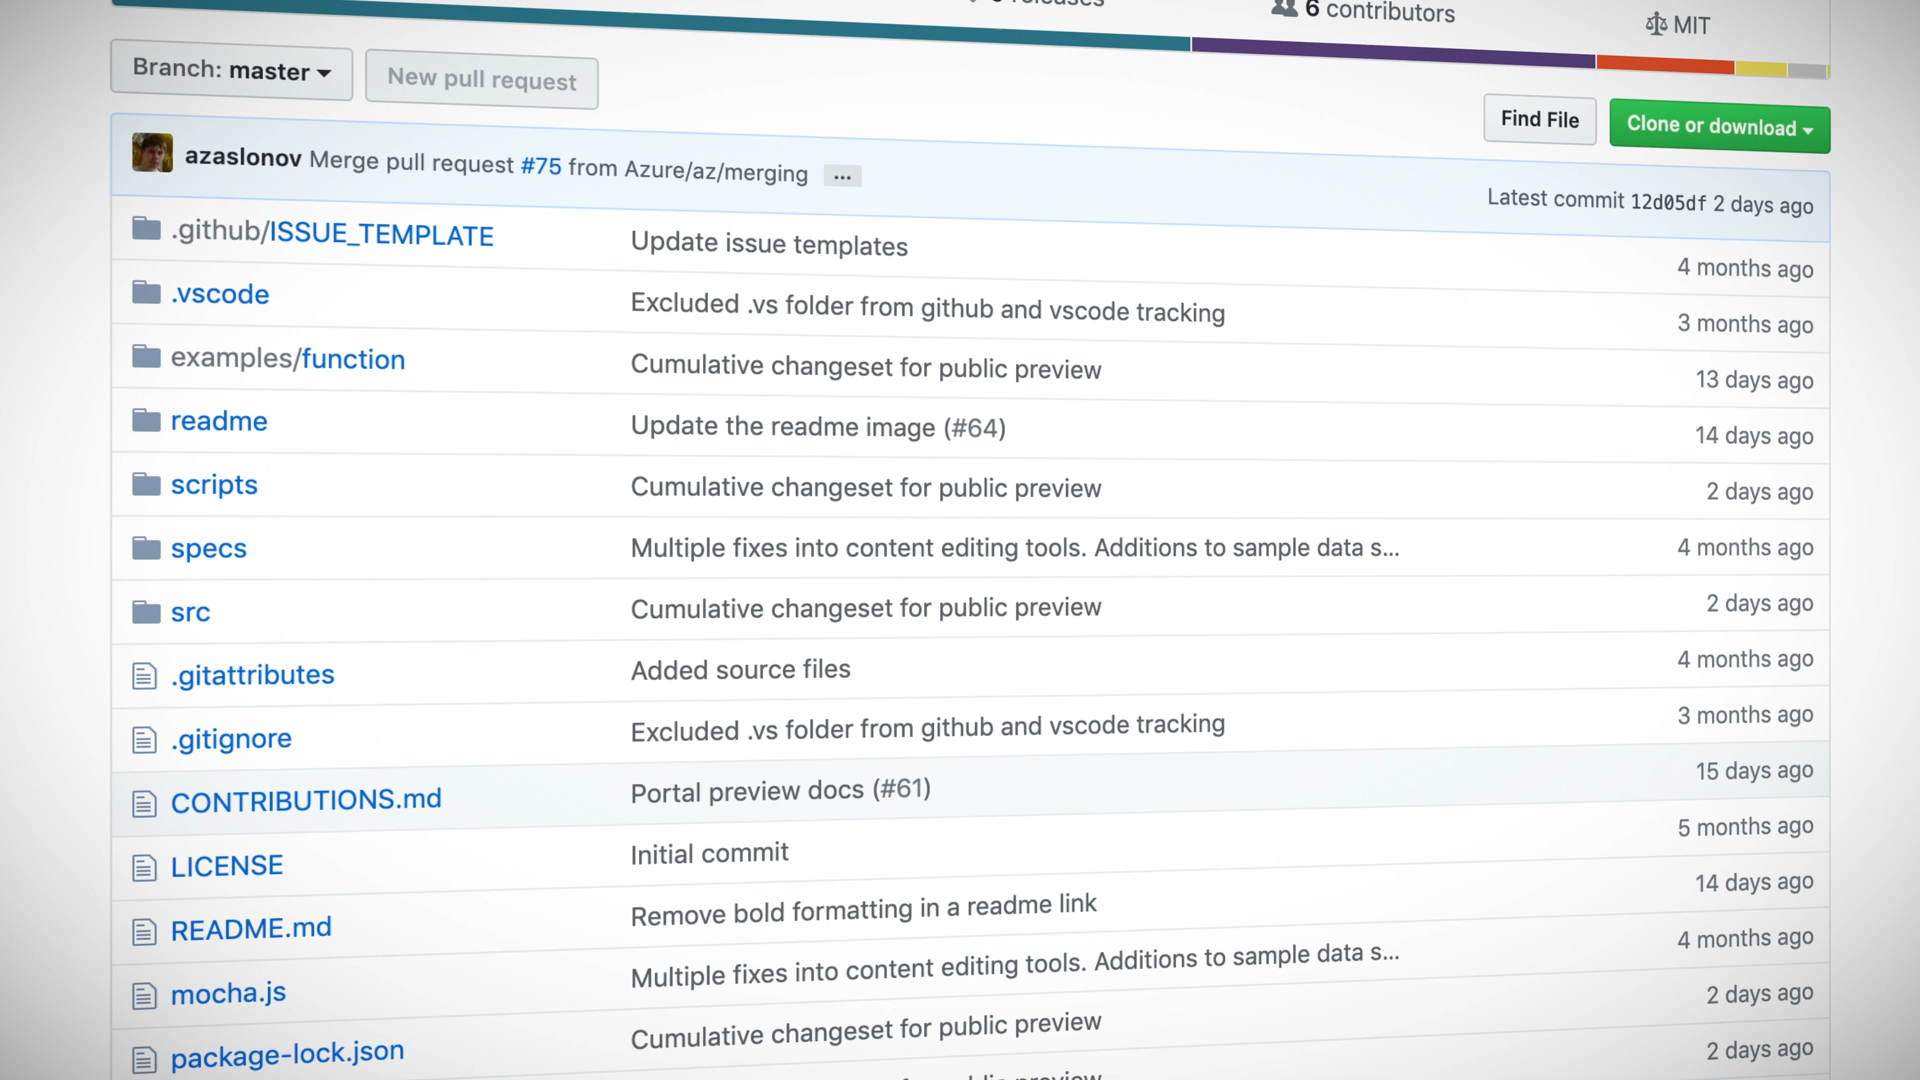 releases
6 contributors
MIT
Branch: master
New pull request
Find File
Clone or download
azaslonov Merge pull request #75 from Azure/az/merging ...
Latest commit 12d05df 2 days ago
.github/ISSUE_TEMPLATE Update issue templates 4 months ago
.vscode Excluded .vs folder from github and vscode tracking 3 months ago
examples/function Cumulative changeset for public preview 13 days ago
readme Update the readme image (#64) 14 days ago
scripts Cumulative changeset for public preview 2 days ago
specs Multiple fixes into content editing tools. Additions to sample data s... 4 months ago
src Cumulative changeset for public preview 2 days ago
.gitattributes Added source files 4 months ago
.gitignore Excluded .vs folder from github and vscode tracking 3 months ago
CONTRIBUTIONS.md Portal preview docs (#61) 15 days ago
LICENSE Initial commit 5 months ago
README.md Remove bold formatting in a readme link 14 days ago
mocha.js Multiple fixes into content editing tools. Additions to sample data s... 4 months ago
package-lock.json Cumulative changeset for public preview 2 days ago
2 days ago